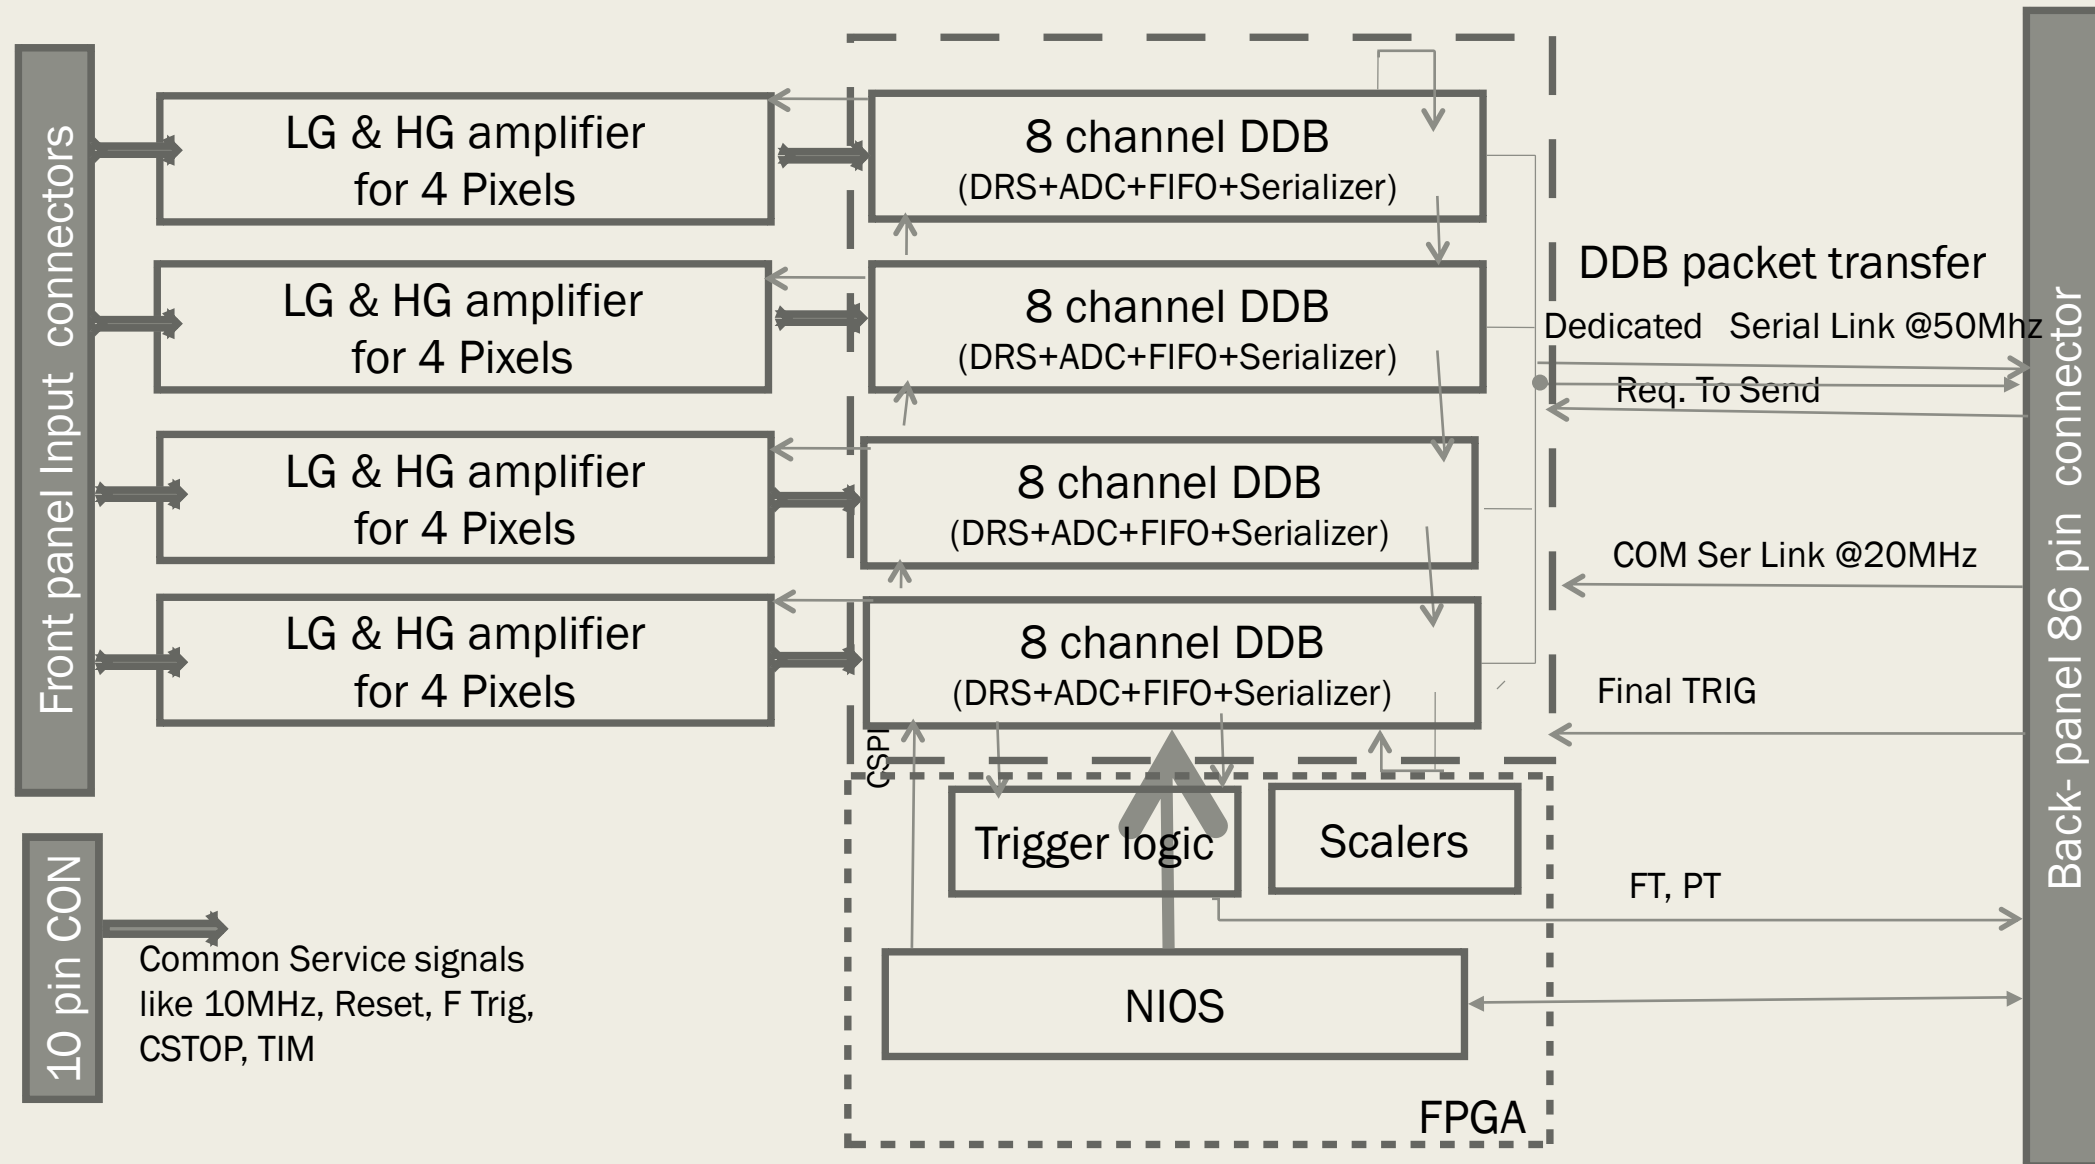 Front panel Input connectors
LG & HG amplifier
for 4 Pixels
8 channel DDB
(DRS+ADC+FIFO+Serializer)
LG & HG amplifier
for 4 Pixels
8 channel DDB
(DRS+ADC+FIFO+Serializer)
LG & HG amplifier
for 4 Pixels
8 channel DDB
(DRS+ADC+FIFO+Serializer)
LG & HG amplifier
for 4 Pixels
8 channel DDB
(DRS+ADC+FIFO+Serializer)
DDB packet transfer
Dedicated Serial Link @50Mhz
Req. To Send
COM Ser Link @20MHz
Final TRIG
FT, PT
Back- panel 86 pin connector
CSPI
Trigger logic
Scalers
NIOS
FPGA
10 pin CON
Common Service signals
like 10MHz, Reset, F Trig,
CSTOP, TIM